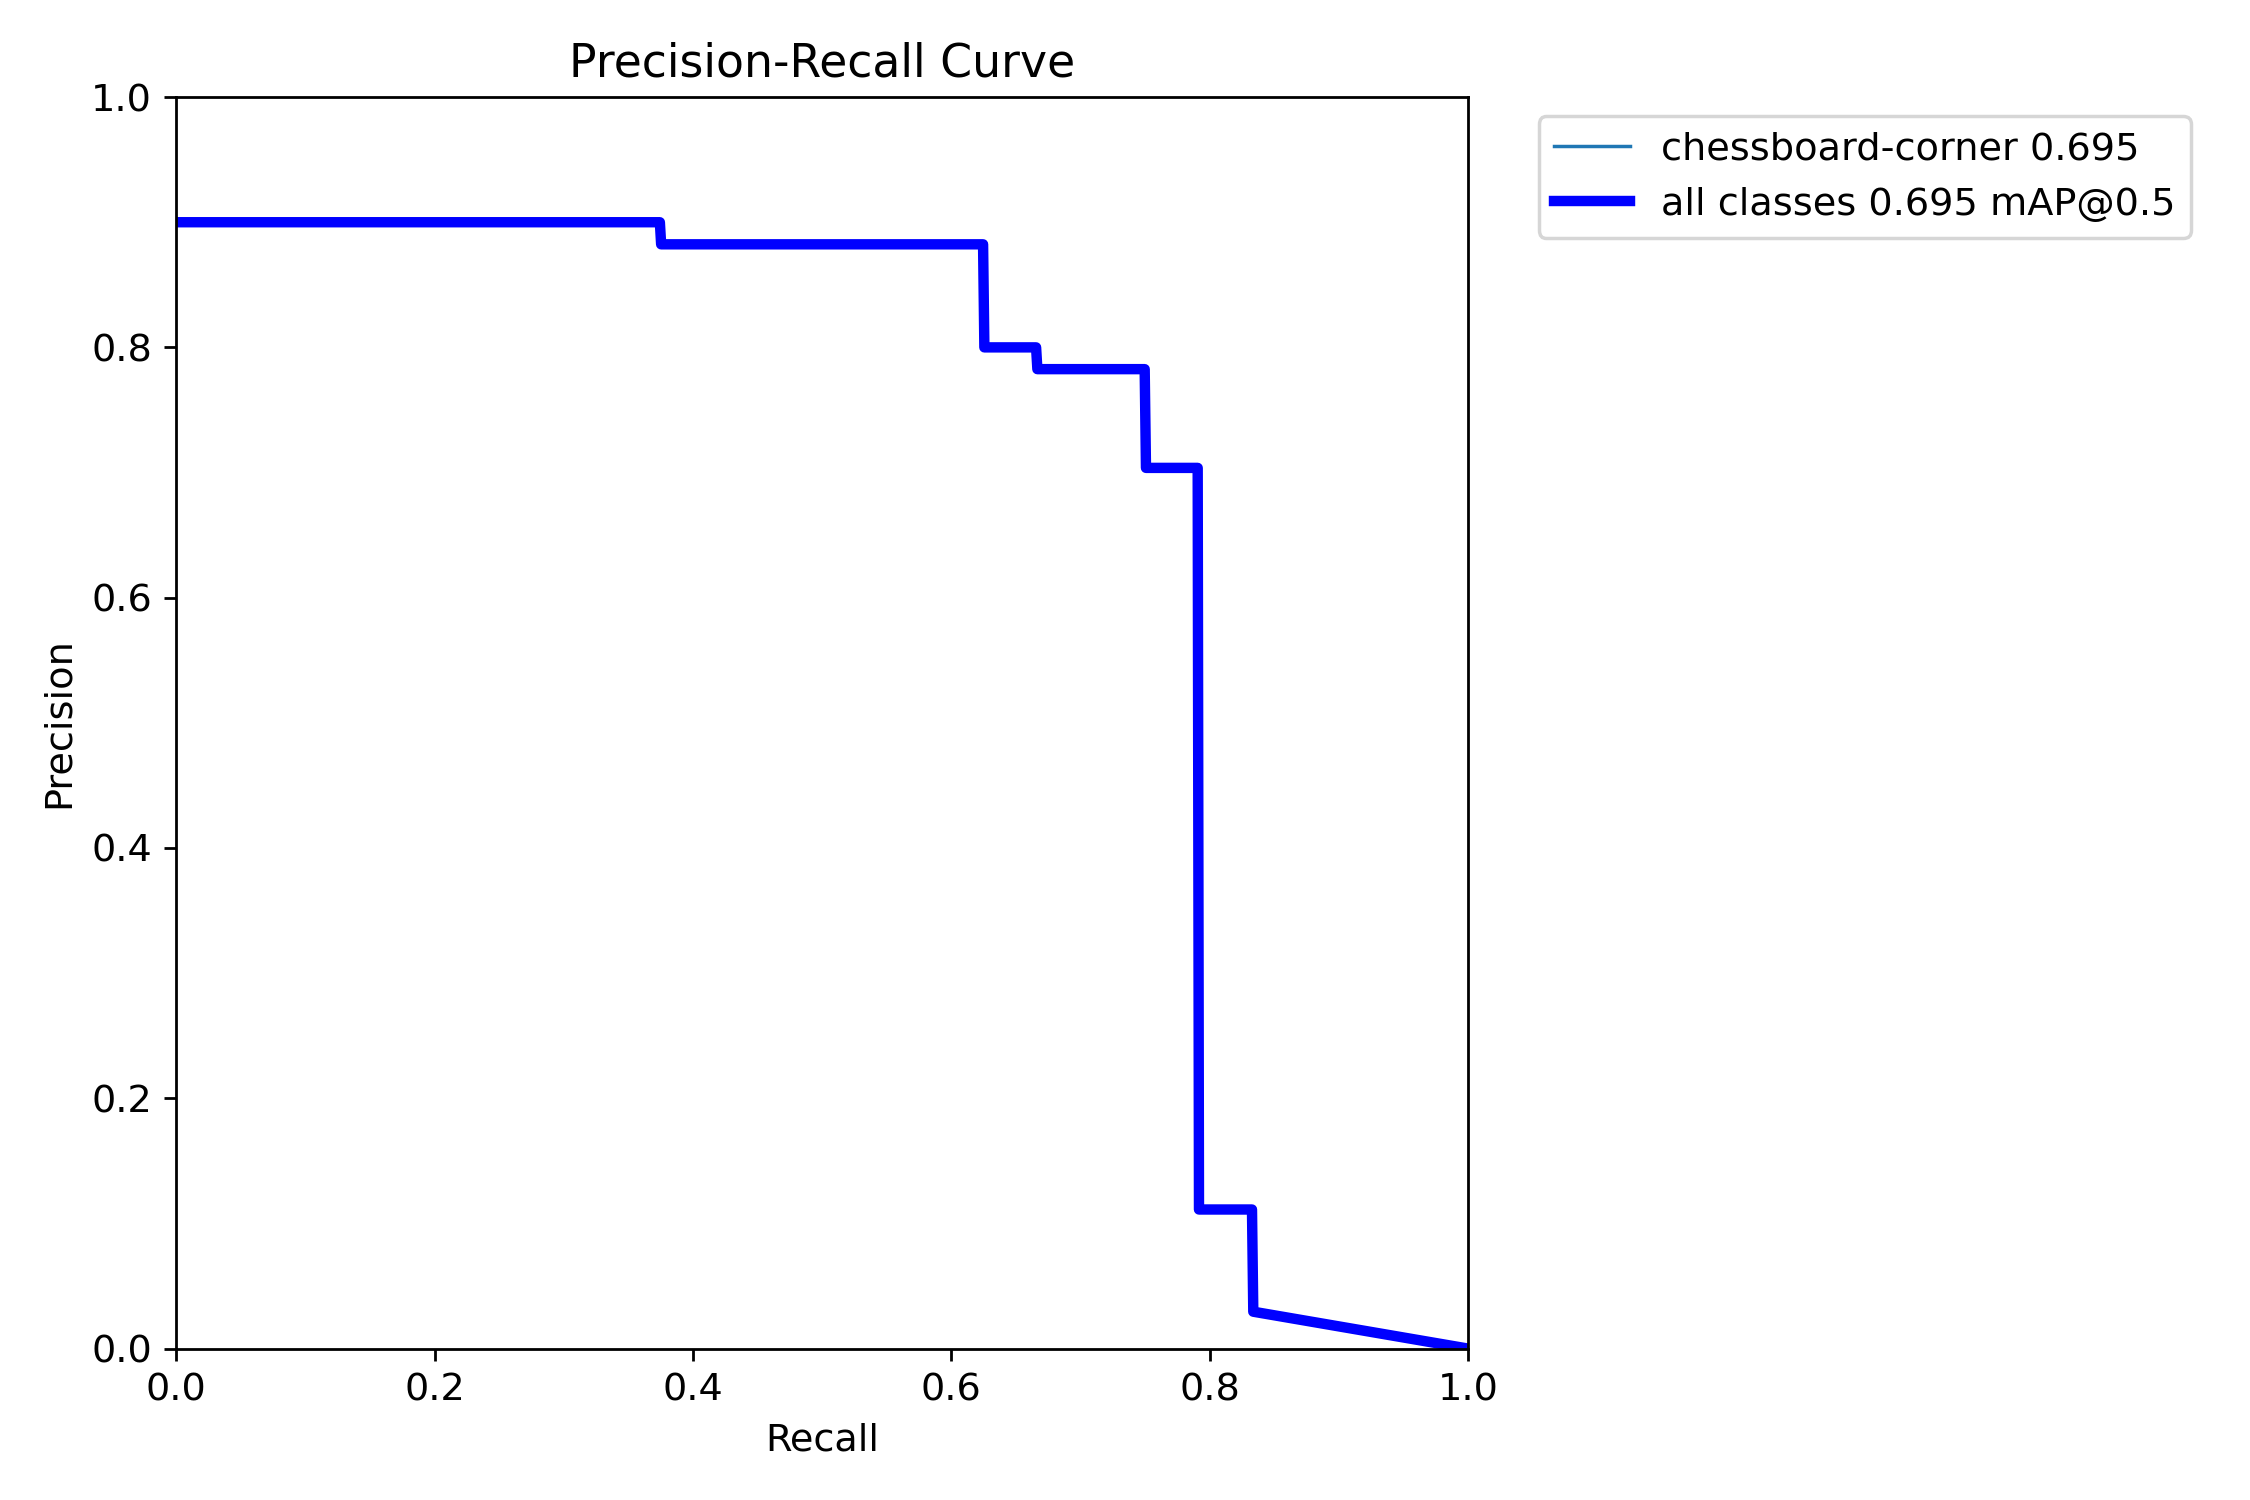 Precision-Recall Curve
1.0
0.8
0.6
0.4
0.2
0.0
Precision
0.0 0.2 0.4 0.6 0.8 1.0
Recall
chessboard-corner 0.695
all classes 0.695 mAP@0.5